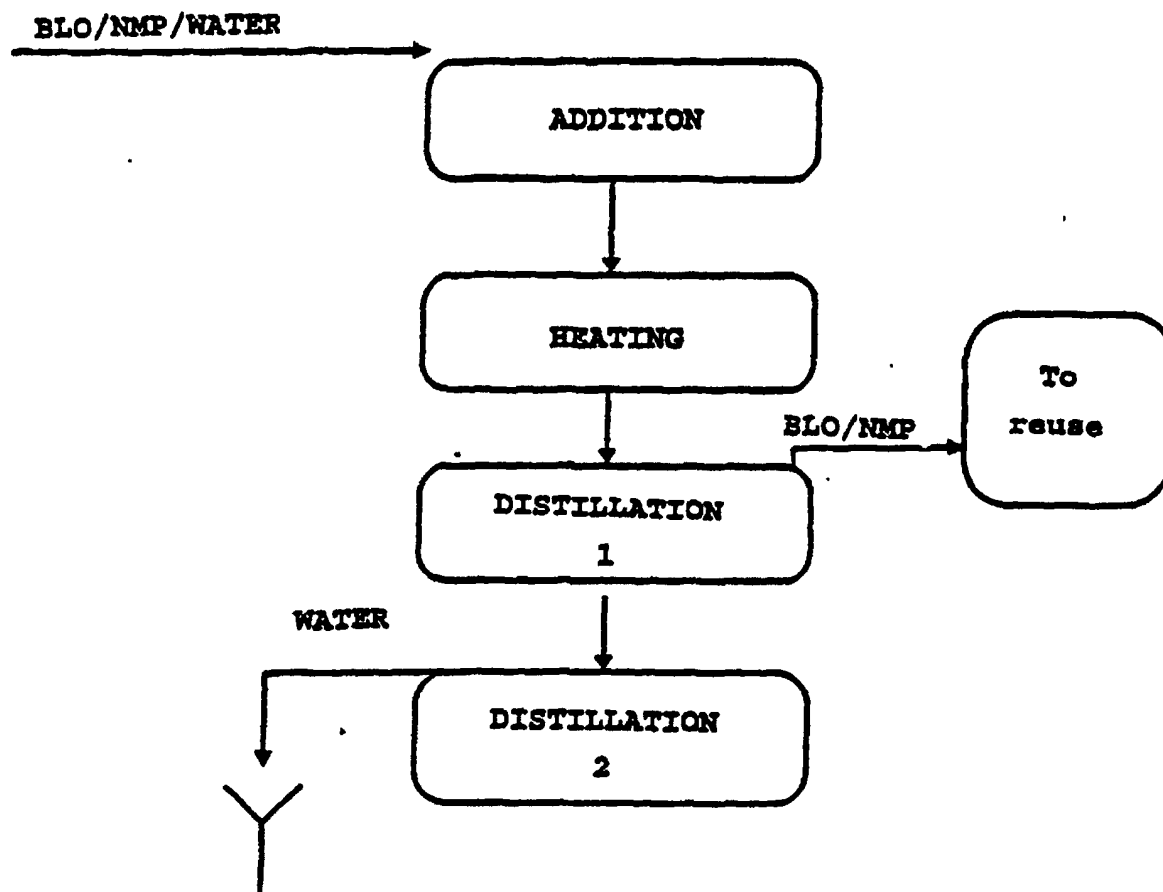 BLO/NMP/WATER
ADDITION
HEATING
To
reuse
BLO/NMP
DISTILLATION
1
WATER
DISTILLATION
2